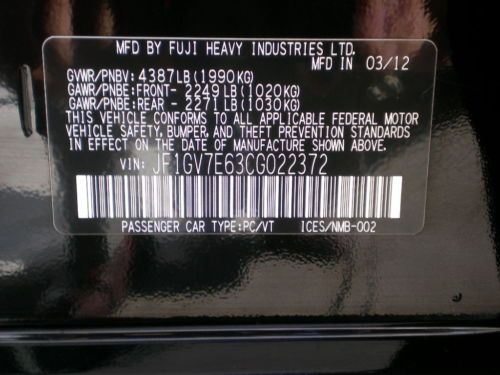 MFD BY FUJI HEAVY INDUSTRIES LTD.
MFD IN 03/12
GVWR/PNBV: 4387LB(1990KG)
GAWR/PNBE:FRONT- 2249LB(1020KG)
GAWR/PNBE:REAR - 2271LB(1030KG)
THIS VEHICLE CONFORMS TO ALL APPLICABLE FEDERAL MOTOR
VEHICLE SAFETY, BUMPER, AND THEFT PREVENTION STANDARDS
IN EFFECT ON THE DATE OF MANUFACTURE SHOWN ABOVE.
VIN: JF1GV7E63CG022372
PASSENGER CAR TYPE:PC/VT ICES/NMB-002